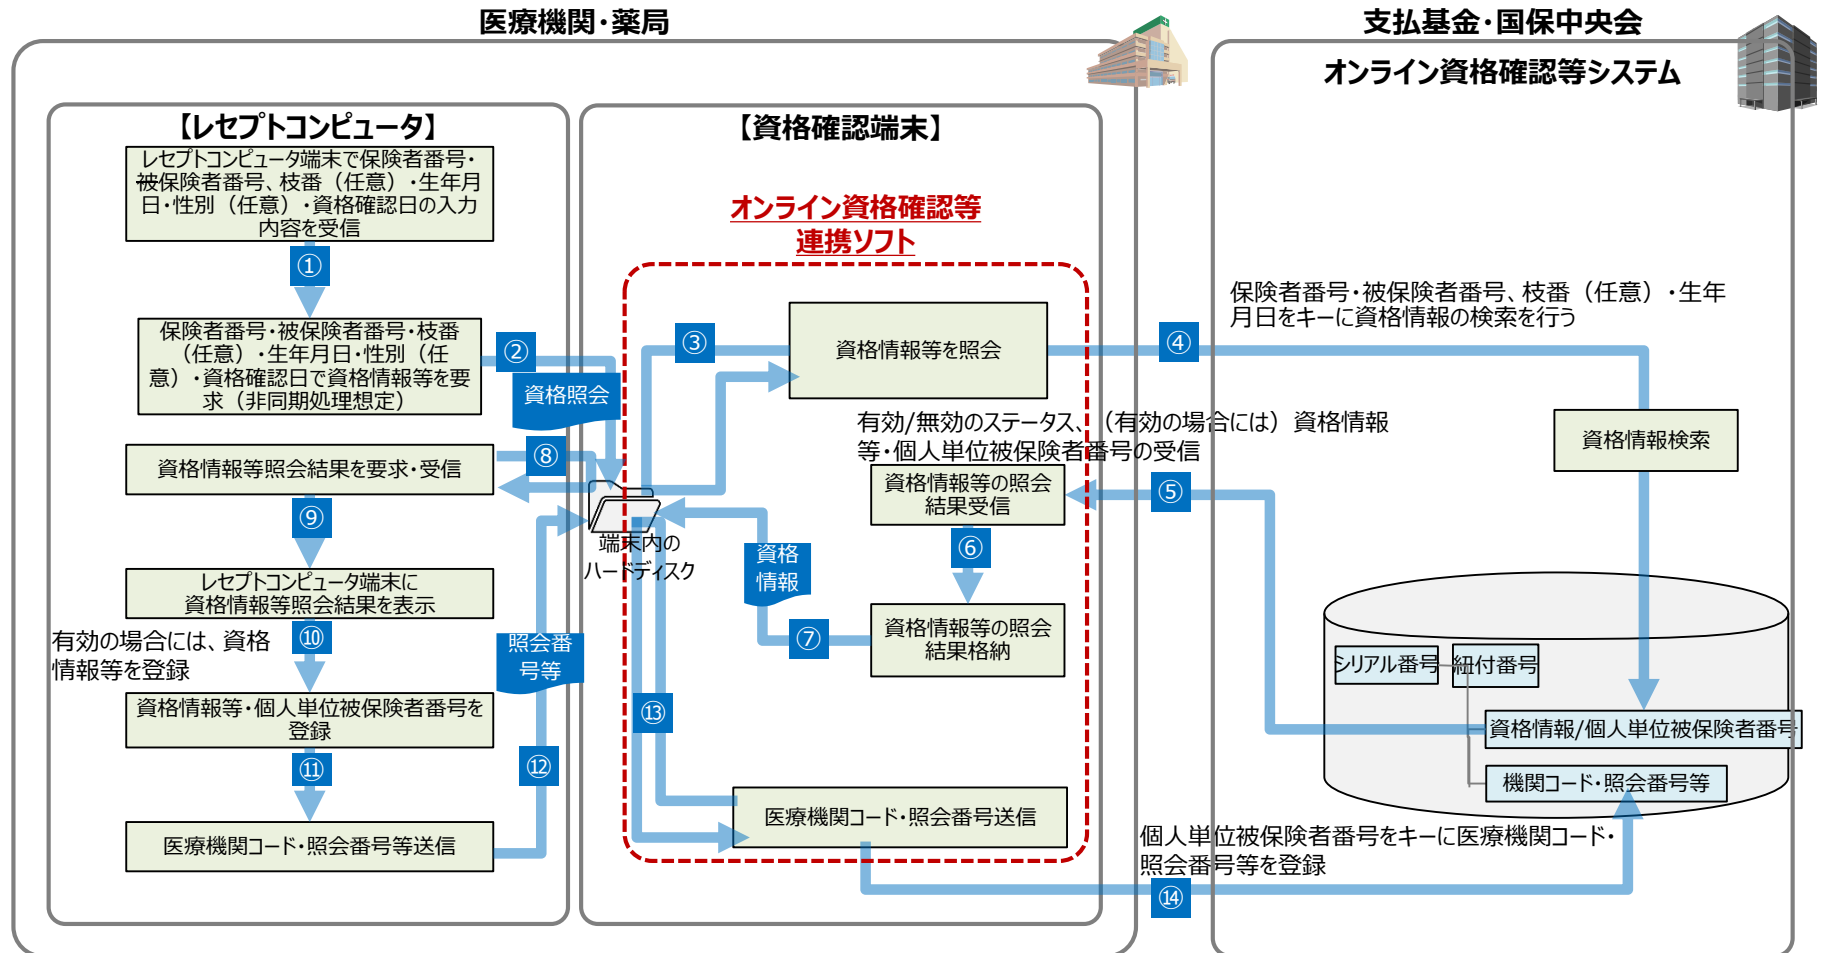 医療機関・薬局
支払基金・国保中央会
オンライン資格確認等システム
【レセプトコンピュータ】
レセプトコンピュータ端末で保険者番号・
被保険者番号、枝番（任意）・生年月
日・性別（任意）・資格確認日の入力
内容を受信
①
保険者番号・被保険者番号・枝番
（任意）・生年月日・性別（任
意）・資格確認日で資格情報等を要
求（非同期処理想定）
②
資格照会
資格情報等照会結果を要求・受信
⑧
⑨
レセプトコンピュータ端末に
資格情報等照会結果を表示
有効の場合には、資格
情報等を登録
⑩
資格情報等・個人単位被保険者番号を
登録
⑪
医療機関コード・照会番号等送信
照会番
号等
⑫
【資格確認端末】
オンライン資格確認等
連携ソフト
③
資格情報等を照会
④
有効/無効のステータス、（有効の場合には）資格情報
等・個人単位被保険者番号の受信
資格情報等の照会
結果受信
⑤
端末内の
ハードディスク
資格
情報
⑥
⑦
資格情報等の照会
結果格納
⑬
医療機関コード・照会番号送信
保険者番号・被保険者番号、枝番（任意）・生年
月日をキーに資格情報の検索を行う
資格情報検索
シリアル番号
紐付番号
資格情報/個人単位被保険者番号
機関コード・照会番号等
個人単位被保険者番号をキーに医療機関コード・
照会番号等を登録
⑭